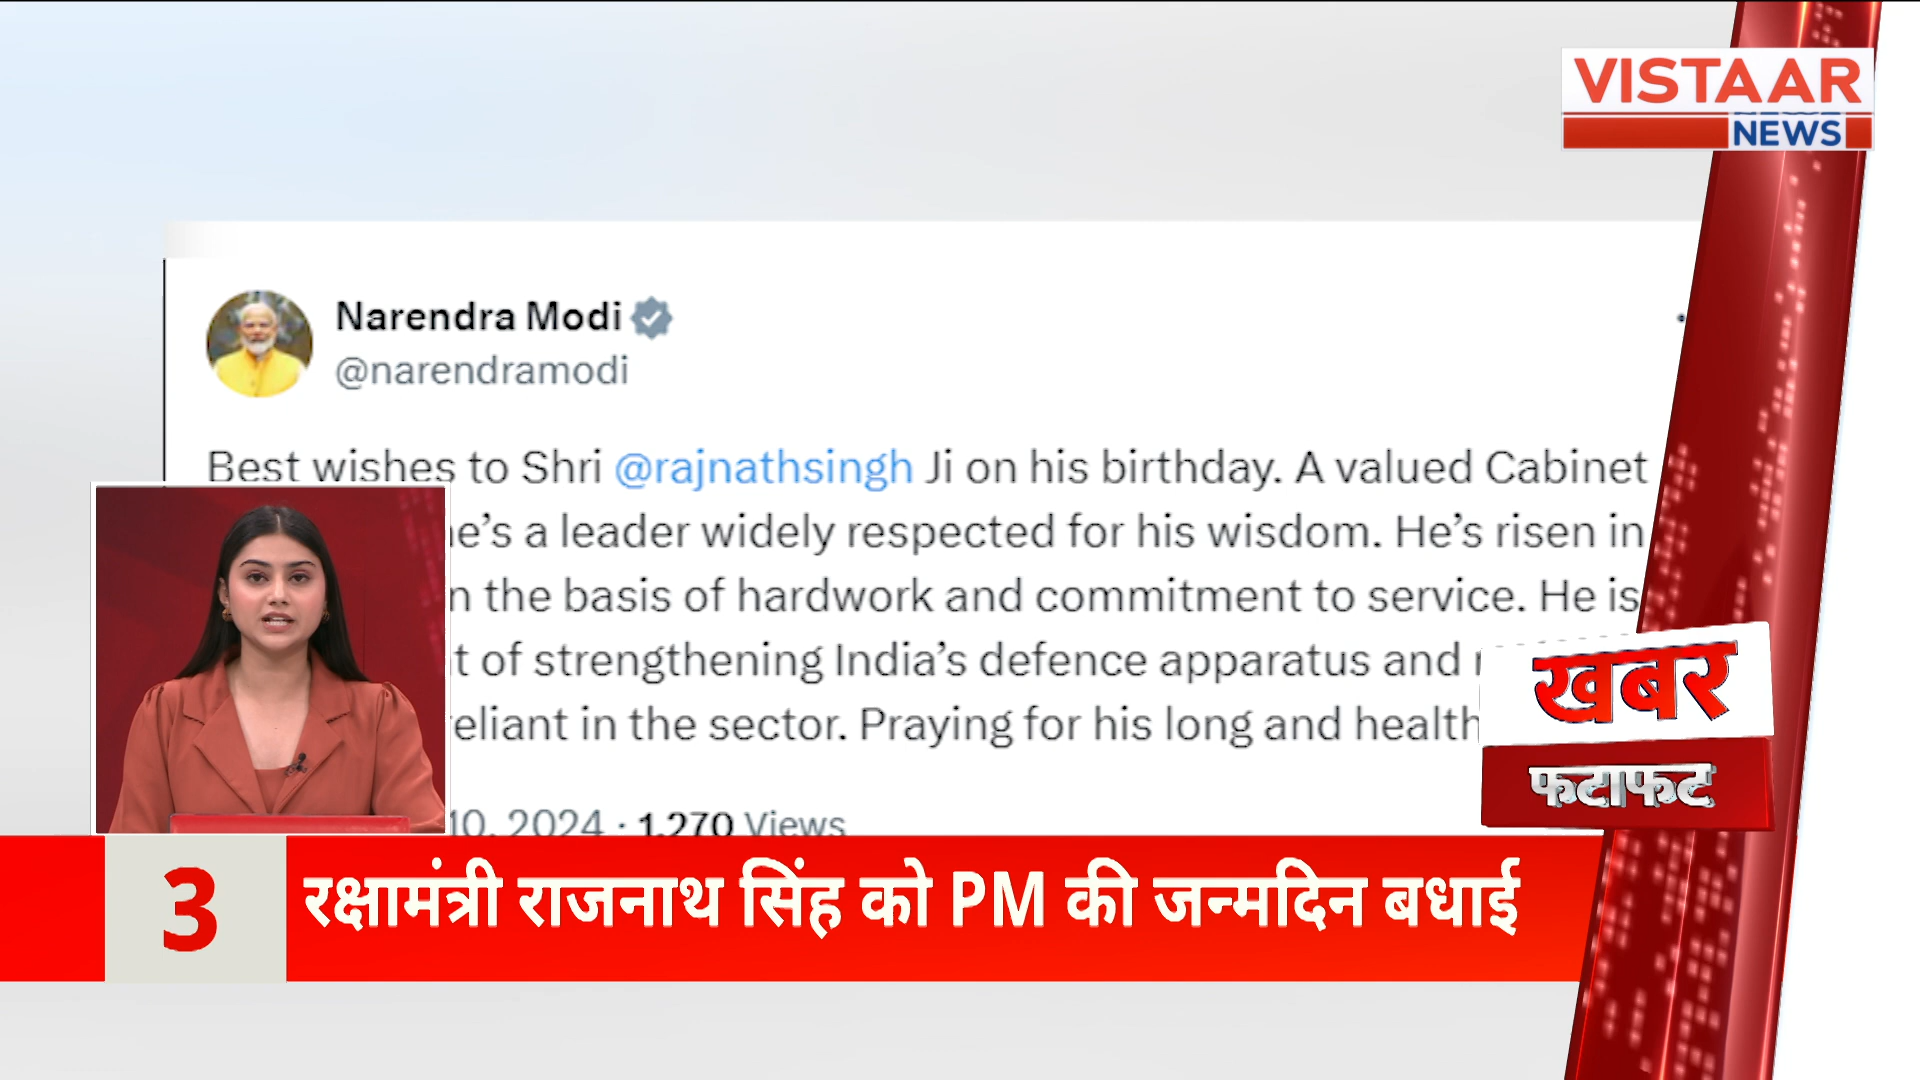 VISTAAR
NEWS
Narendra Modi
@narendramodi
Best wishes to Shri @rajnathsingh Ji on his birthday. A valued Cabinet
he's a leader widely respected for his wisdom. He's risen in
n the basis of hardwork and commitment to service. He is
t of strengthening India's defence apparatus and
eliant in the sector. Praying for his long and health
10, 2024 · 1,270 Views
खबर
फटाफट
3
रक्षामंत्री राजनाथ सिंह को PM की जन्मदिन बधाई